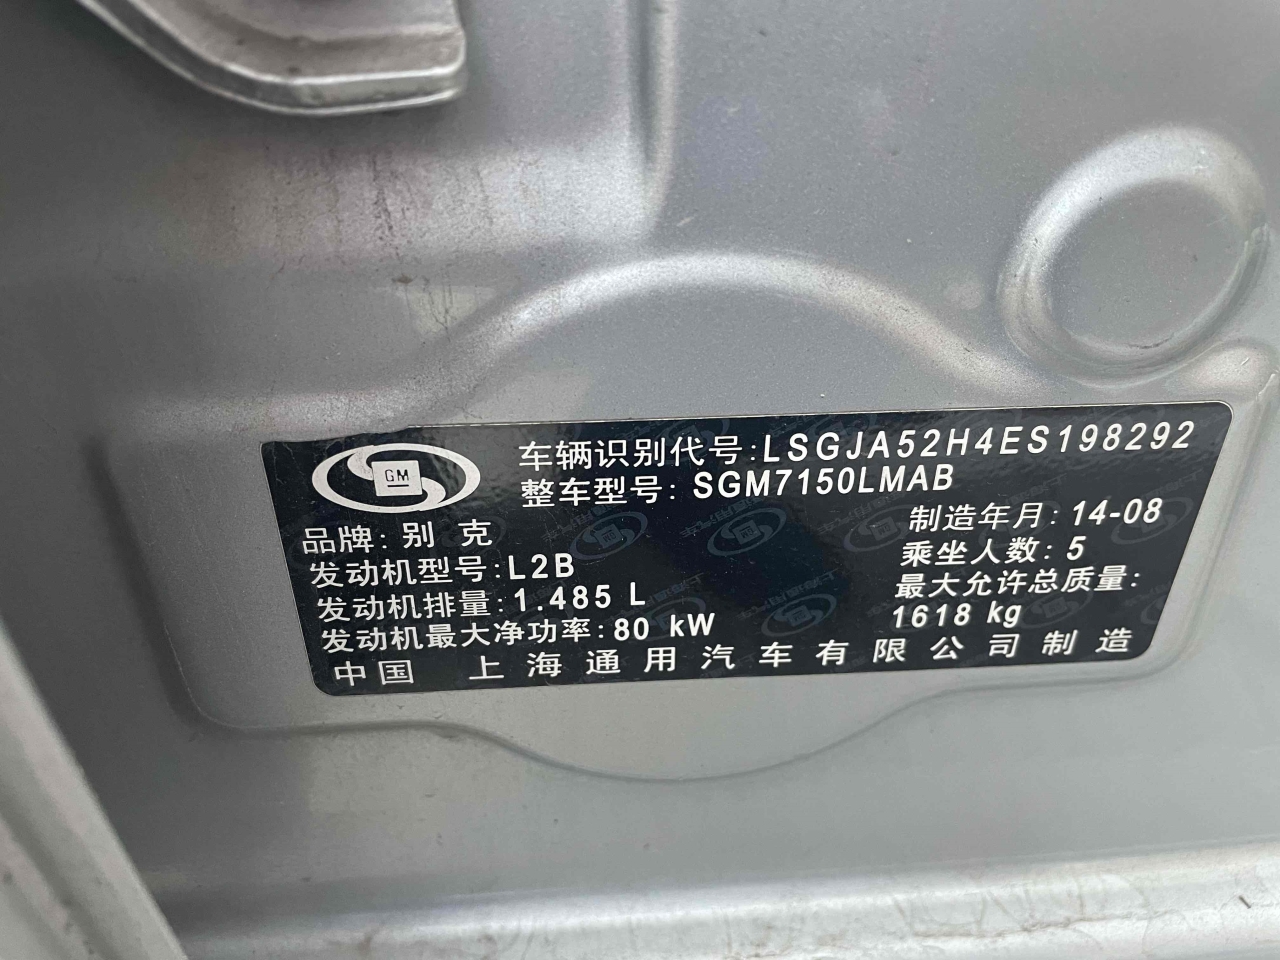 GM
车辆识别代号:LSGJA52H4ES198292
整车型号: SGM7150LMAB
品牌: 别 克
制造年月: 14-08
发动机型号:L2B
乘坐人数: 5
发动机排量:1.485 L
最大允许总质量:
1618 kg
发动机最大净功率:80 kW
中国 上海通用汽车有限公司制造